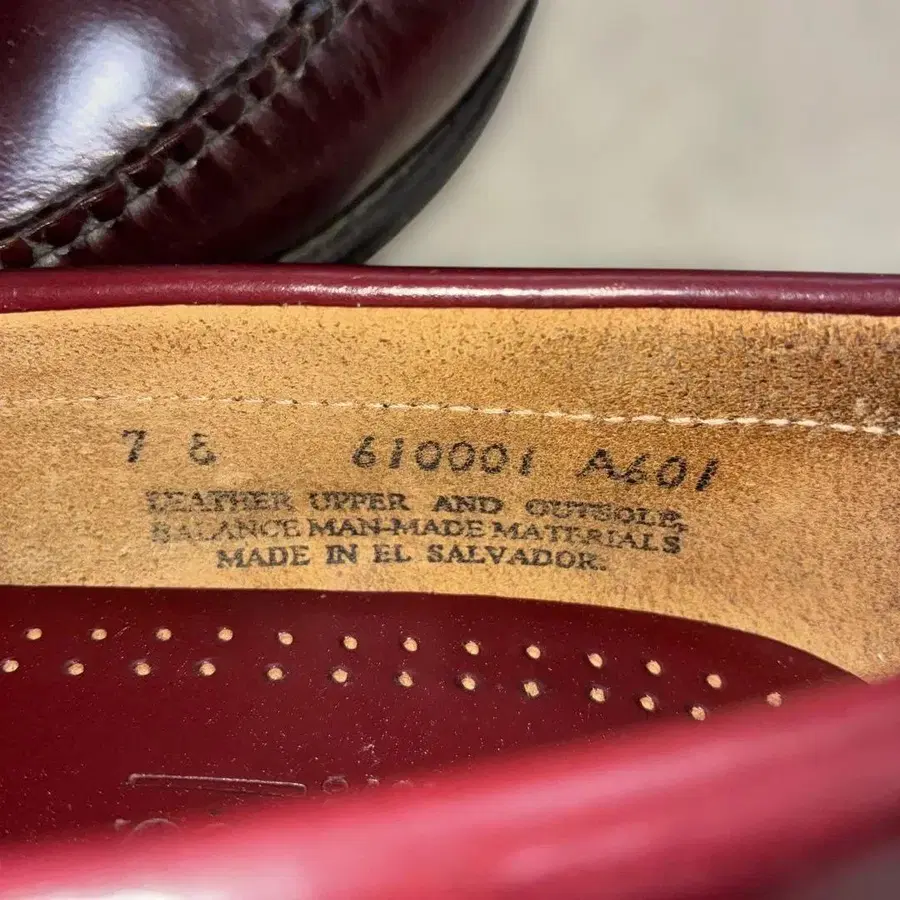 7 E 610001 A601
LEATHER UPPER AND OUTSOLE,
BALANCE MAN-MADE MATERIALS
MADE IN EL SALVADOR.